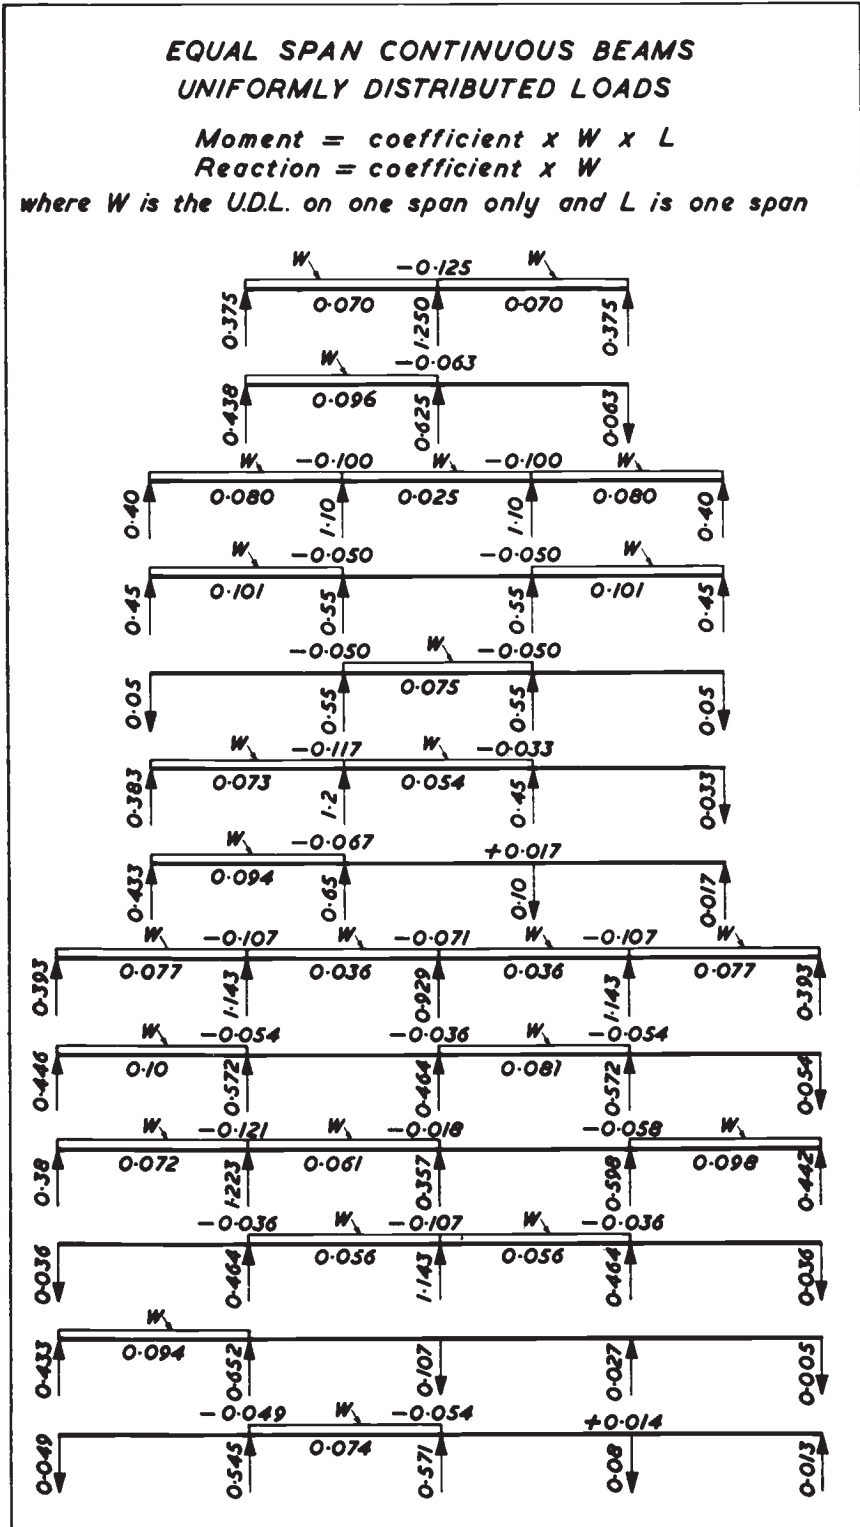 EQUAL SPAN CONTINUOUS BEAMS
UNIFORMLY DISTRIBUTED LOADS
Moment = coefficient x W x L
Reaction = coefficient x W
where W is the U.D.L. on one span only and L is one span
W -0.125 W
0.375 0.070 1.250 0.070 0.375
W -0.063
0.438 0.096 0.625 0.063
W -0.100 W -0.100 W
0.40 0.080 1.10 0.025 1.10 0.080 0.40
W -0.050 -0.050 W
0.45 0.101 0.55 0.55 0.101 0.45
-0.050 W -0.050
0.05 0.55 0.075 0.55 0.05
W -0.117 W -0.033
0.383 0.073 1.2 0.054 0.45 0.033
W -0.067 +0.017
0.433 0.094 0.65 0.10 0.017
W -0.107 W -0.071 W -0.107 W
0.393 0.077 1.143 0.036 0.929 0.036 1.143 0.077 0.393
W -0.054 -0.036 W -0.054
0.446 0.10 0.572 0.464 0.081 0.572 0.054
W -0.121 W -0.018 -0.058 W
0.38 0.072 1.223 0.061 0.357 0.598 0.098 0.442
-0.036 W -0.107 W -0.036
0.036 0.464 0.056 1.143 0.056 0.464 0.036
W
0.433 0.094 0.652 0.107 0.027 0.005
-0.049 W -0.054 +0.014
0.049 0.545 0.074 0.571 0.08 0.013